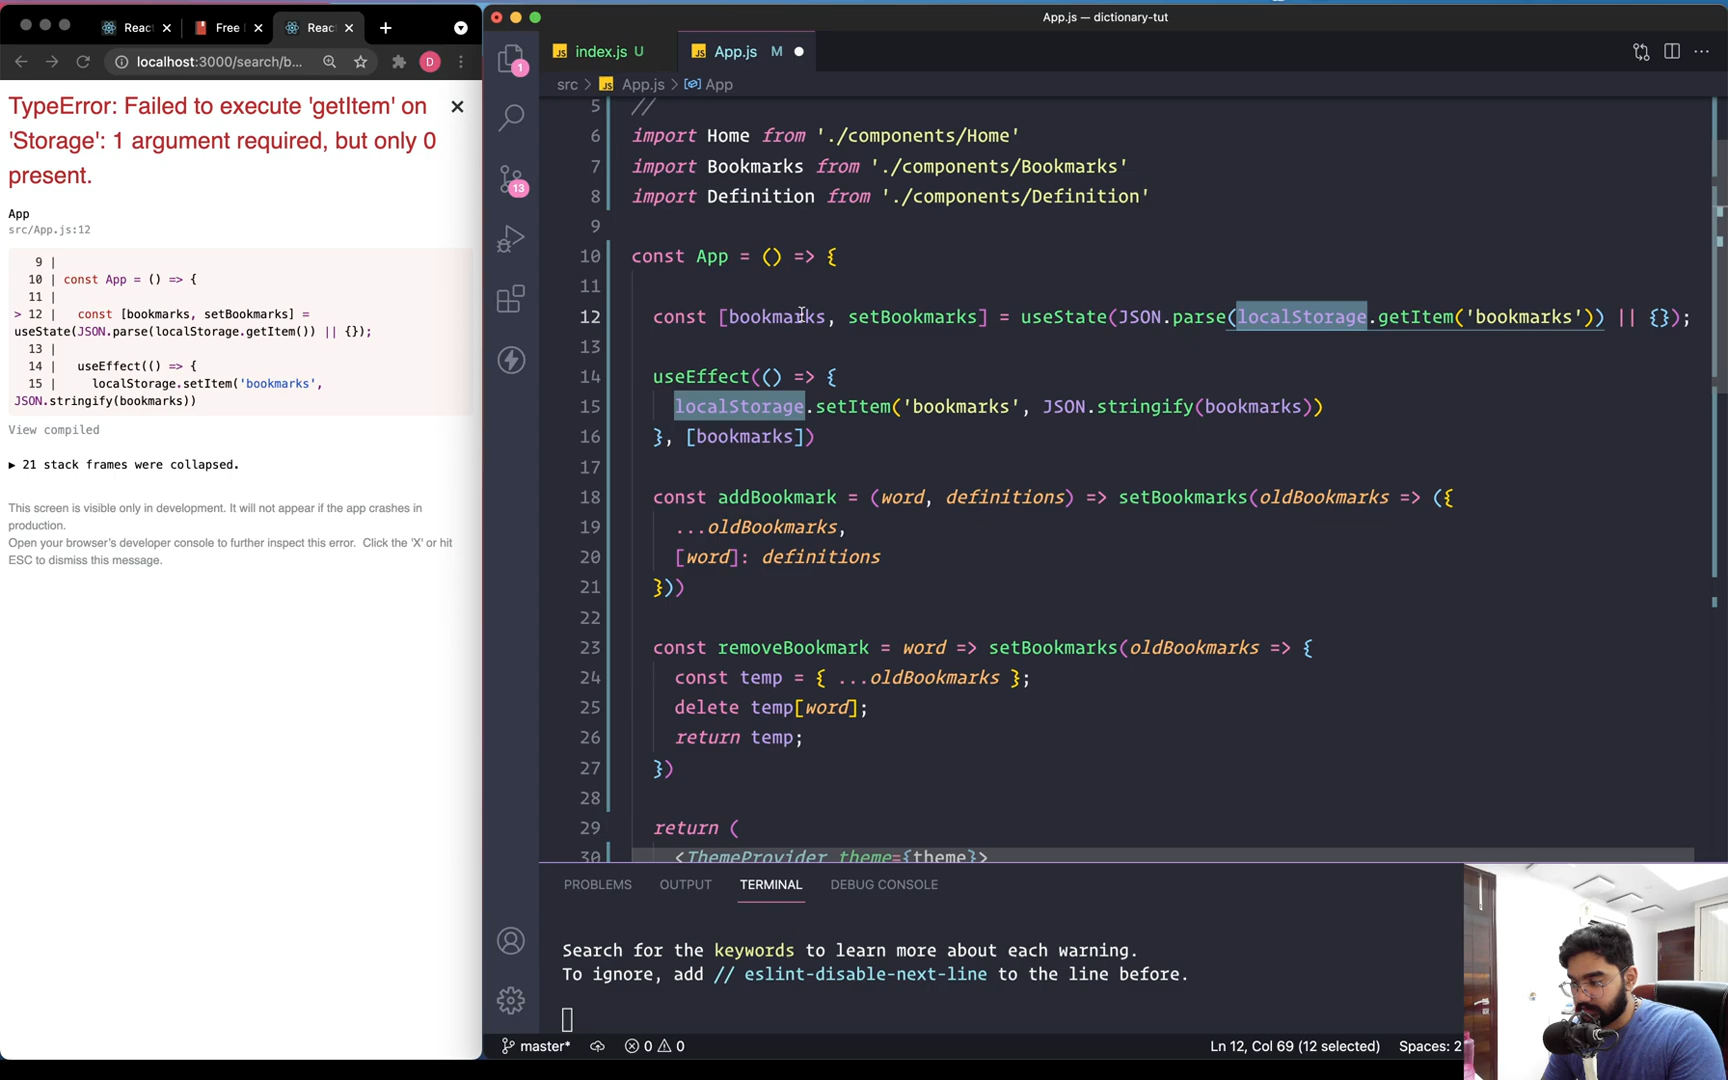 Reac
Free
Reac
localhost:3000/search/b...
D
TypeError: Failed to execute 'getItem' on
'Storage': 1 argument required, but only 0
present.
App
src/App.js:12
9 |
10 | const App = () => {
11 |
> 12 | const [bookmarks, setBookmarks] =
useState(JSON.parse(localStorage.getItem()) || {});
13 |
14 | useEffect(() => {
15 | localStorage.setItem('bookmarks',
JSON.stringify(bookmarks))
View compiled
▶ 21 stack frames were collapsed.
This screen is visible only in development. It will not appear if the app crashes in
production.
Open your browser's developer console to further inspect this error. Click the 'X' or hit
ESC to dismiss this message.
App.js — dictionary-tut
index.js U
App.js M
src > App.js > App
5 //
6 import Home from './components/Home'
7 import Bookmarks from './components/Bookmarks'
8 import Definition from './components/Definition'
9
10 const App = () => {
11
12 const [bookmarks, setBookmarks] = useState(JSON.parse(localStorage.getItem('bookmarks')) || {});
13
14 useEffect(() => {
15 localStorage.setItem('bookmarks', JSON.stringify(bookmarks))
16 }, [bookmarks])
17
18 const addBookmark = (word, definitions) => setBookmarks(oldBookmarks => ({
19 ...oldBookmarks,
20 [word]: definitions
21 }))
22
23 const removeBookmark = word => setBookmarks(oldBookmarks => {
24 const temp = { ...oldBookmarks };
25 delete temp[word];
26 return temp;
27 })
28
29 return (
30 <ThemeProvider theme={theme}>
1
13
PROBLEMS OUTPUT TERMINAL DEBUG CONSOLE
Search for the keywords to learn more about each warning.
To ignore, add // eslint-disable-next-line to the line before.
master* 0 0 Ln 12, Col 69 (12 selected) Spaces: 2